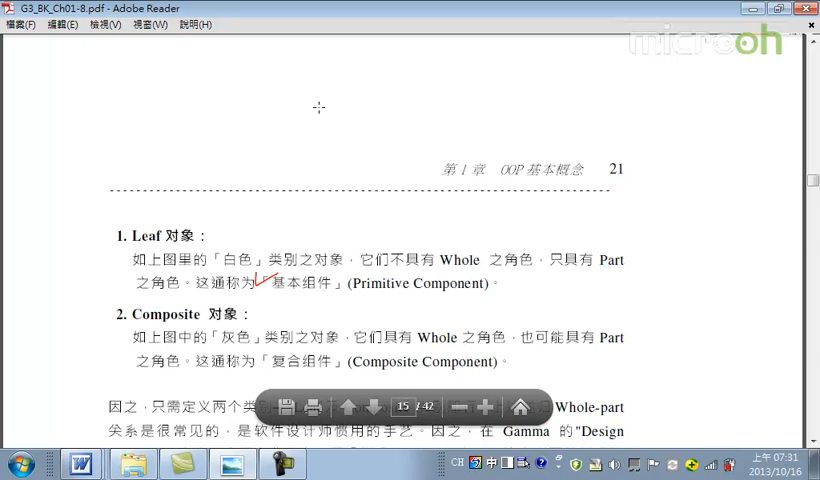 G3_BK_Ch01-8.pdf - Adobe Reader
檔案(F) 編輯(E) 檢視(V) 視窗(W) 說明(H)
microoh
第 1 章 OOP 基本概念 21
1. Leaf 对象：
如上图里的「白色」类别之对象，它们不具有 Whole 之角色，只具有 Part
之角色。这通称为「基本组件」(Primitive Component)。
2. Composite 对象：
如上图中的「灰色」类别之对象，它们具有 Whole 之角色，也可能具有 Part
之角色。这通称为「复合组件」(Composite Component)。
因之，只需定义两个类别 Whole-part
15 / 42
关系是很常见的，是软件设计师惯用的手艺。因之，在 Gamma 的"Design
CH 中
上午 07:31
2013/10/16